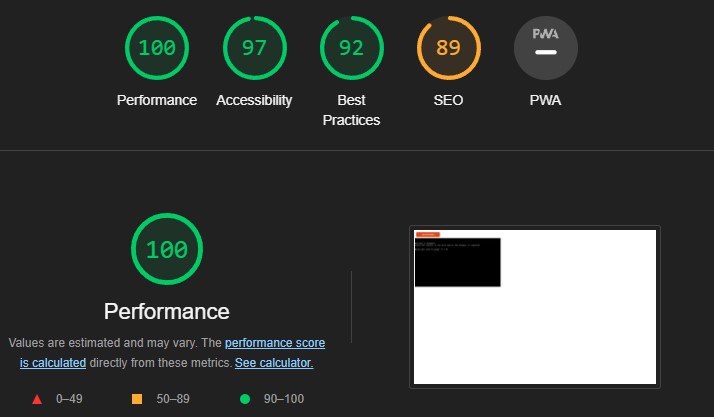 100
97
92
89
PWA
Performance
Accessibility
Best
Practices
SEO
PWA
100
Performance
Values are estimated and may vary. The performance score
is calculated directly from these metrics. See calculator.
0–49
50–89
90–100